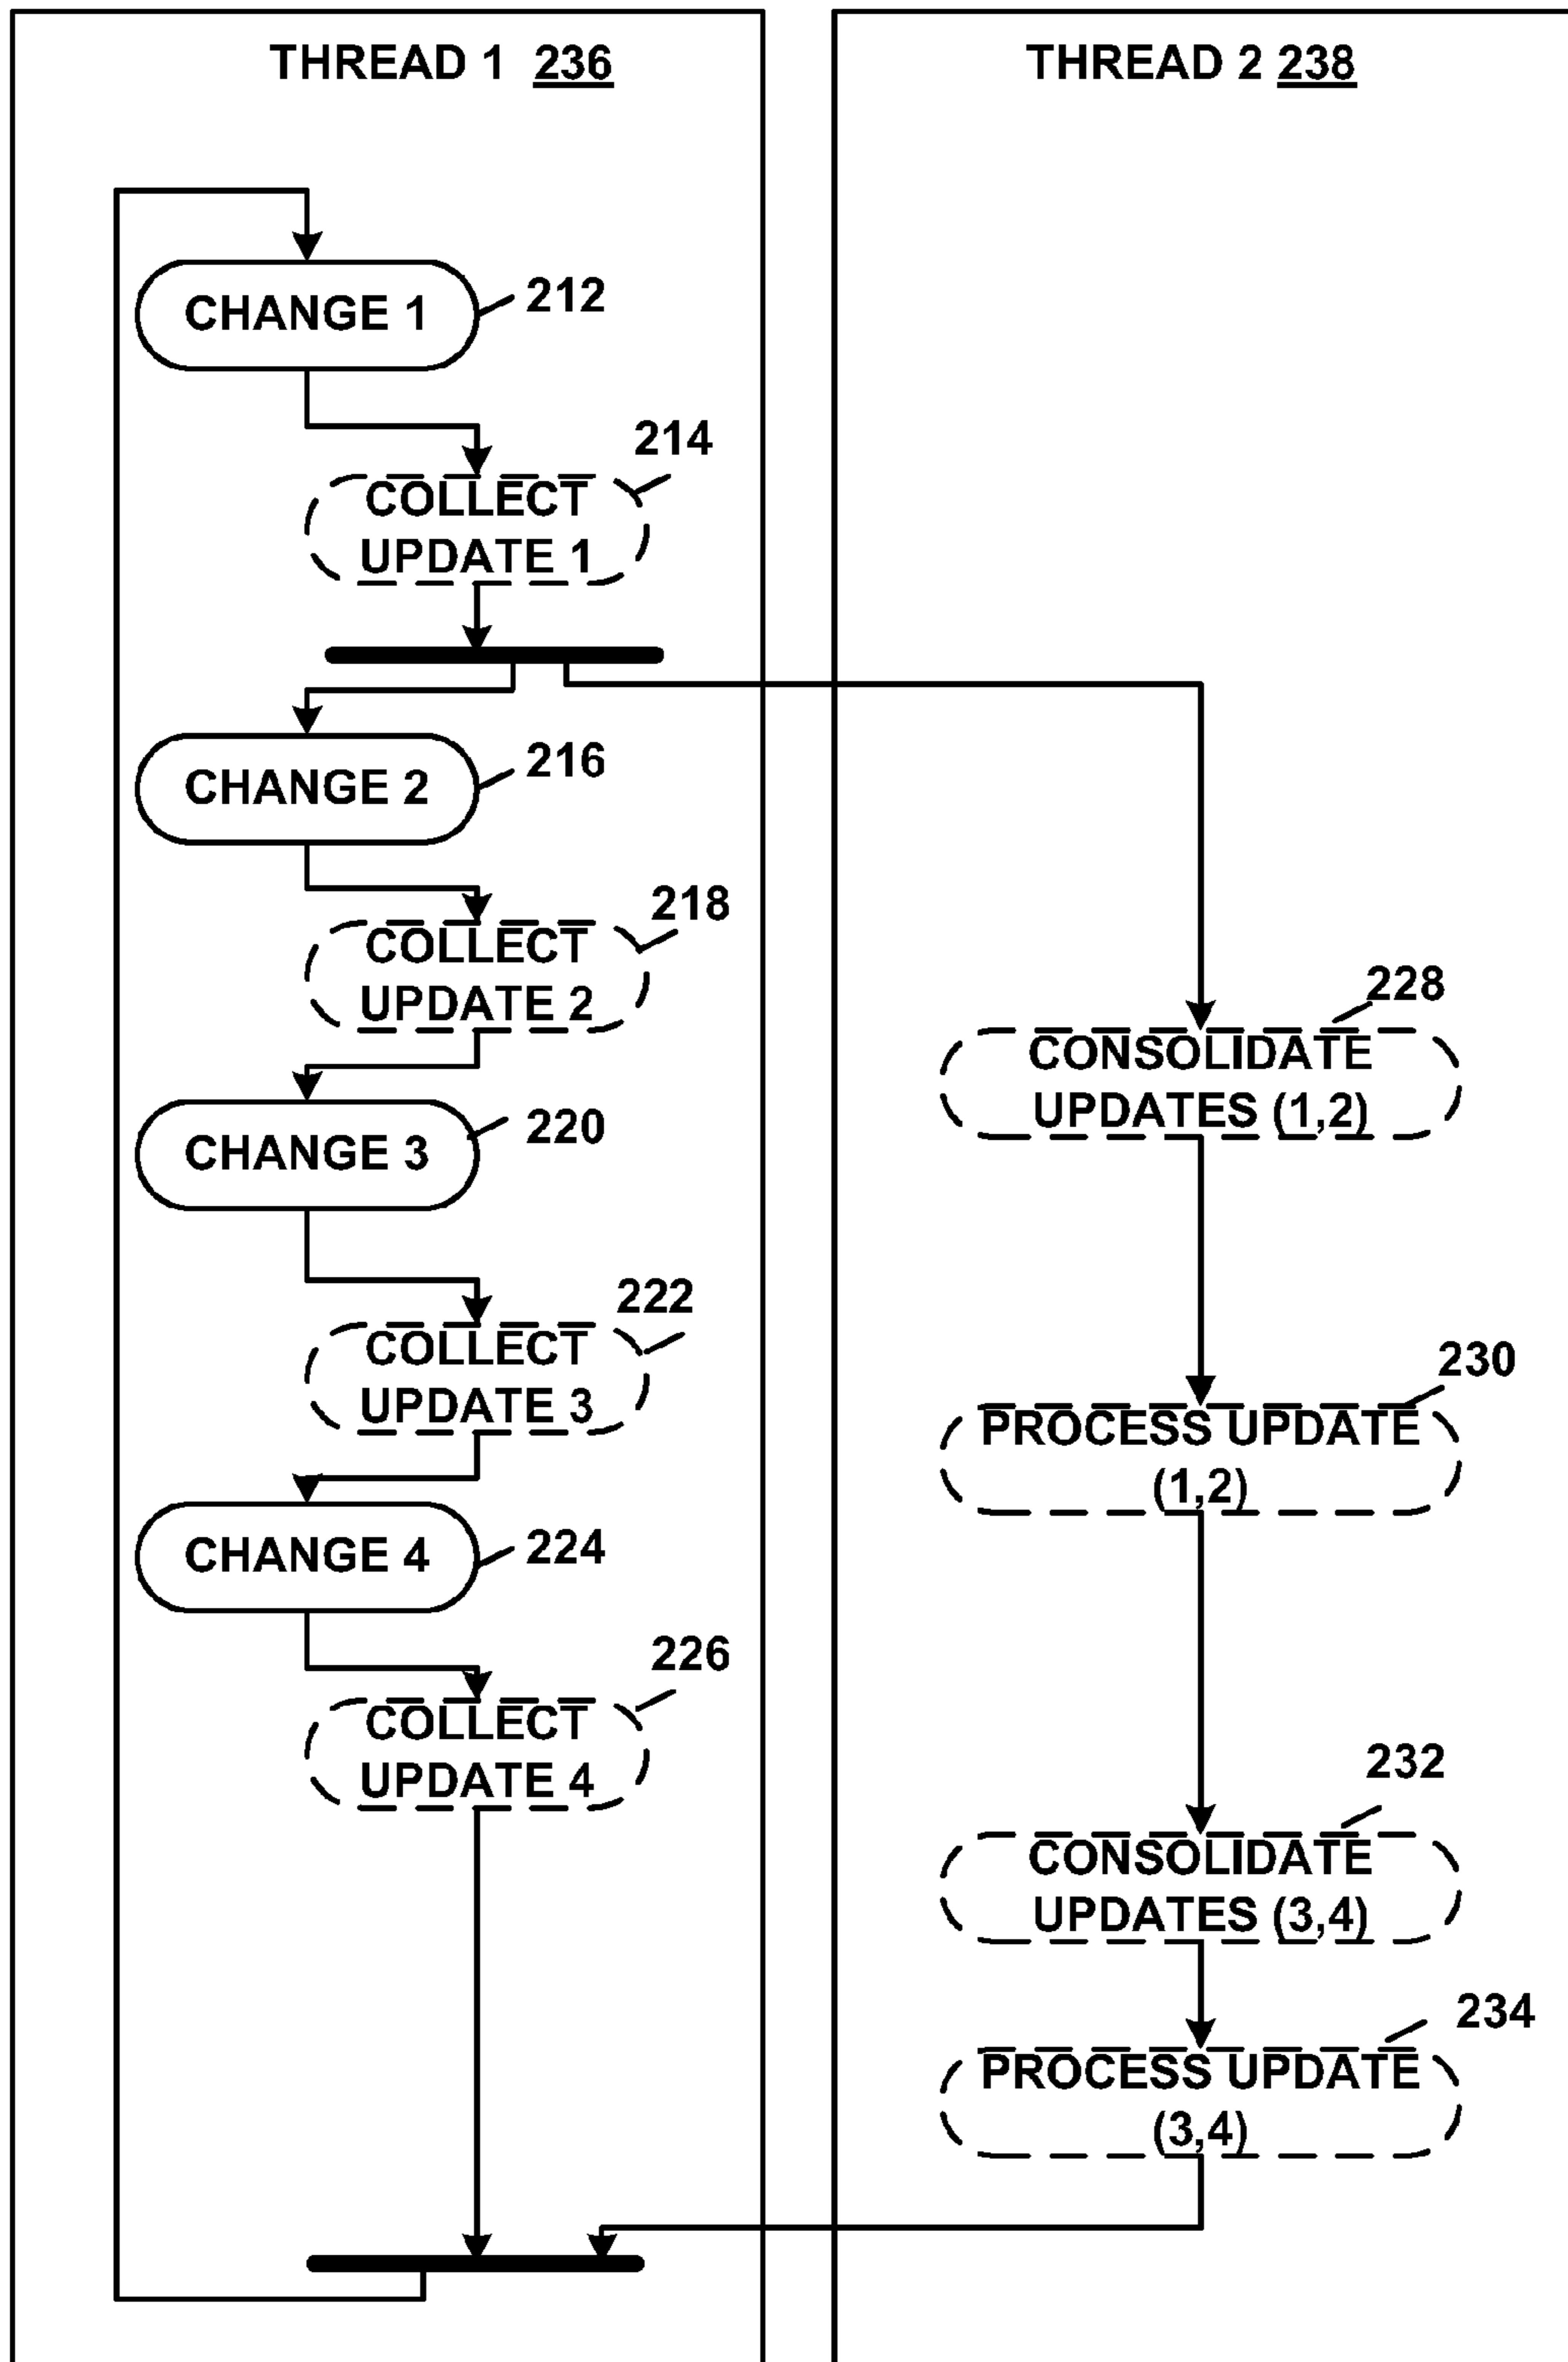 THREAD 1 236
CHANGE 1
212
214
COLLECT
UPDATE 1
CHANGE 2
216
218
COLLECT
UPDATE 2
CHANGE 3
220
222
COLLECT
UPDATE 3
CHANGE 4
224
226
COLLECT
UPDATE 4
THREAD 2 238
228
CONSOLIDATE
UPDATES (1,2)
230
PROCESS UPDATE
(1,2)
232
CONSOLIDATE
UPDATES (3,4)
234
PROCESS UPDATE
(3,4)